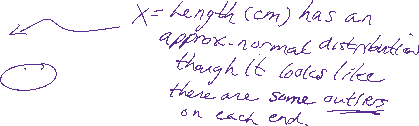 X = Length (cm) has an
approx. normal distribution
though it looks like
there are some outliers
on each end.